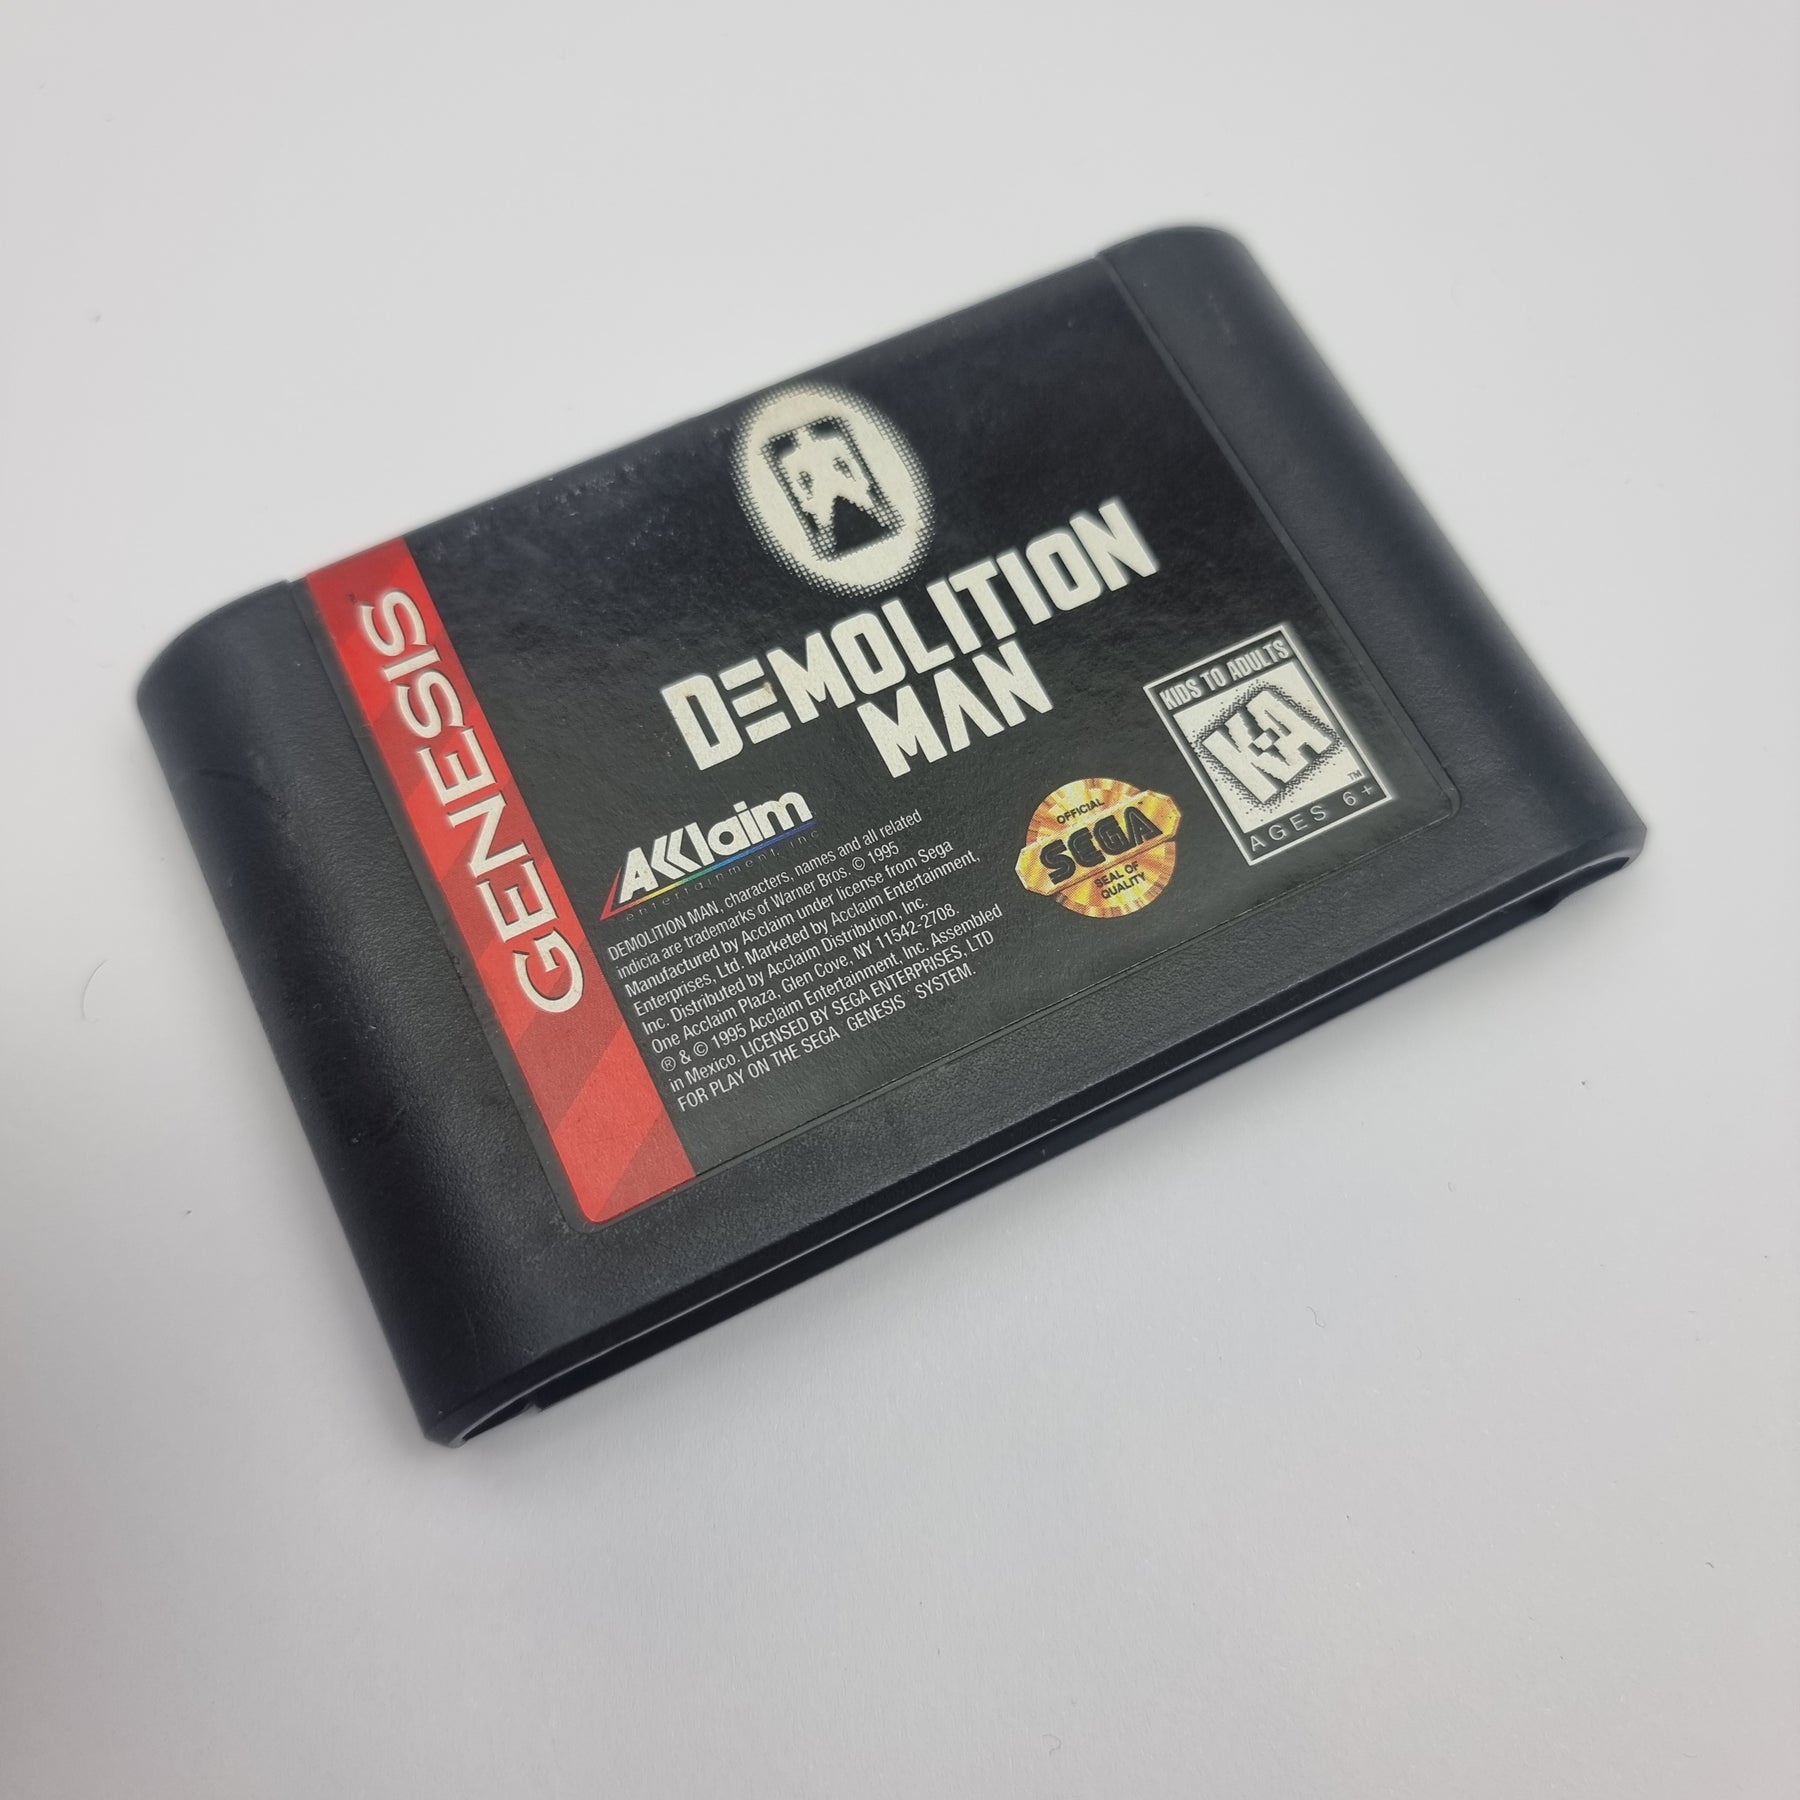 GENESIS™
DEMOLITION
MAN
KIDS TO ADULTS
K-A
™
AGES 6+
Acclaim
entertainment, inc
OFFICIAL
SEGA
SEAL OF
QUALITY
DEMOLITION MAN, characters, names and all related
indicia are trademarks of Warner Bros. © 1995
Manufactured by Acclaim under license from Sega
Enterprises, Ltd. Marketed by Acclaim Entertainment,
Inc. Distributed by Acclaim Distribution, Inc.
One Acclaim Plaza, Glen Cove, NY 11542-2708.
® & © 1995 Acclaim Entertainment, Inc. Assembled
in Mexico. LICENSED BY SEGA ENTERPRISES, LTD
FOR PLAY ON THE SEGA GENESIS SYSTEM.